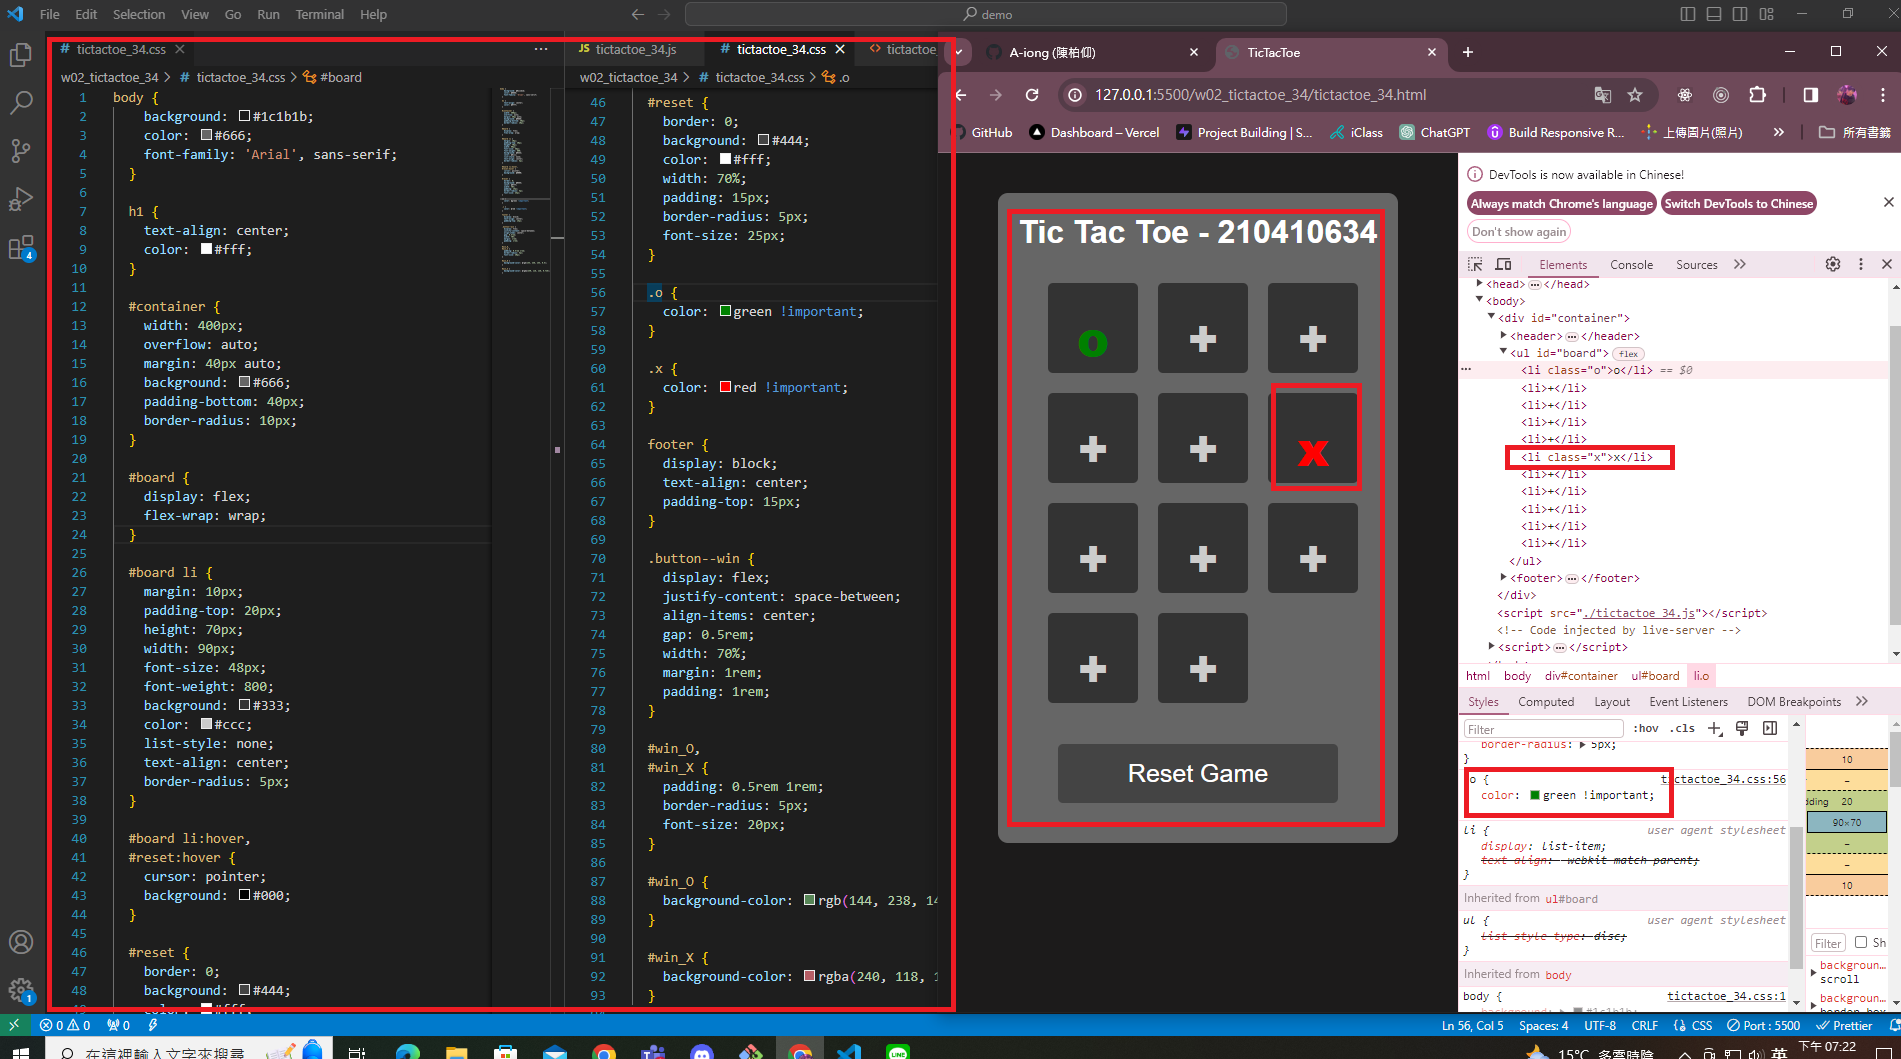 File Edit Selection View Go Run Terminal Help
demo
# tictactoe_34.css
w02_tictactoe_34 > # tictactoe_34.css > #board
1 body {
2 background: #1c1b1b;
3 color: #666;
4 font-family: 'Arial', sans-serif;
5 }
6
7 h1 {
8 text-align: center;
9 color: #fff;
10 }
11
12 #container {
13 width: 400px;
14 overflow: auto;
15 margin: 40px auto;
16 background: #666;
17 padding-bottom: 40px;
18 border-radius: 10px;
19 }
20
21 #board {
22 display: flex;
23 flex-wrap: wrap;
24 }
25
26 #board li {
27 margin: 10px;
28 padding-top: 20px;
29 height: 70px;
30 width: 90px;
31 font-size: 48px;
32 font-weight: 800;
33 background: #333;
34 color: #ccc;
35 list-style: none;
36 text-align: center;
37 border-radius: 5px;
38 }
39
40 #board li:hover,
41 #reset:hover {
42 cursor: pointer;
43 background: #000;
44 }
45
46 #reset {
47 border: 0;
48 background: #444;
JS tictactoe_34.js # tictactoe_34.css <> tictactoe_
w02_tictactoe_34 > # tictactoe_34.css > .o
46 #reset {
47 border: 0;
48 background: #444;
49 color: #fff;
50 width: 70%;
51 padding: 15px;
52 border-radius: 5px;
53 font-size: 25px;
54 }
55
56 .o {
57 color: green !important;
58 }
59
60 .x {
61 color: red !important;
62 }
63
64 footer {
65 display: block;
66 text-align: center;
67 padding-top: 15px;
68 }
69
70 .button--win {
71 display: flex;
72 justify-content: space-between;
73 align-items: center;
74 gap: 0.5rem;
75 width: 70%;
76 margin: 1rem;
77 padding: 1rem;
78 }
79
80 #win_O,
81 #win_X {
82 padding: 0.5rem 1rem;
83 border-radius: 5px;
84 font-size: 20px;
85 }
86
87 #win_O {
88 background-color: rgb(144, 238, 14
89 }
90
91 #win_X {
92 background-color: rgba(240, 118, 1
93 }
A-iong (陳柏仰)
TicTacToe
127.0.0.1:5500/w02_tictactoe_34/tictactoe_34.html
GitHub Dashboard – Vercel Project Building | S... iClass ChatGPT Build Responsive R... 上傳圖片(照片) » 所有書籤
Tic Tac Toe - 210410634
o + +
+ + x
+ + +
+ +
Reset Game
DevTools is now available in Chinese!
Always match Chrome's language Switch DevTools to Chinese
Don't show again
Elements Console Sources »
<head> ... </head>
<body>
<div id="container">
<header> ... </header>
<ul id="board"> flex
<li class="o">o</li> == $0
<li>+</li>
<li>+</li>
<li>+</li>
<li>+</li>
<li class="x">x</li>
<li>+</li>
<li>+</li>
<li>+</li>
<li>+</li>
<li>+</li>
</ul>
<footer> ... </footer>
</div>
<script src="./tictactoe_34.js"></script>
<!-- Code injected by live-server -->
<script> ... </script>
html body div#container ul#board li.o
Styles Computed Layout Event Listeners DOM Breakpoints »
Filter :hov .cls
border-radius: 5px;
}
o { tictactoe_34.css:56
color: green !important;
li { user agent stylesheet
display: list-item;
text-align: -webkit-match-parent;
}
Inherited from ul#board
ul { user agent stylesheet
list-style-type: disc;
}
Inherited from body
body { tictactoe_34.css:1
10
–
dding 20
90×70
–
–
10
Filter Sh
backgroun...
scroll
backgroun...
4
1
0 0 0
Ln 56, Col 5 Spaces: 4 UTF-8 CRLF {} CSS Port : 5500 Prettier
在這裡輸入文字來搜尋
15°C 多雲時陰 英 下午 07:22